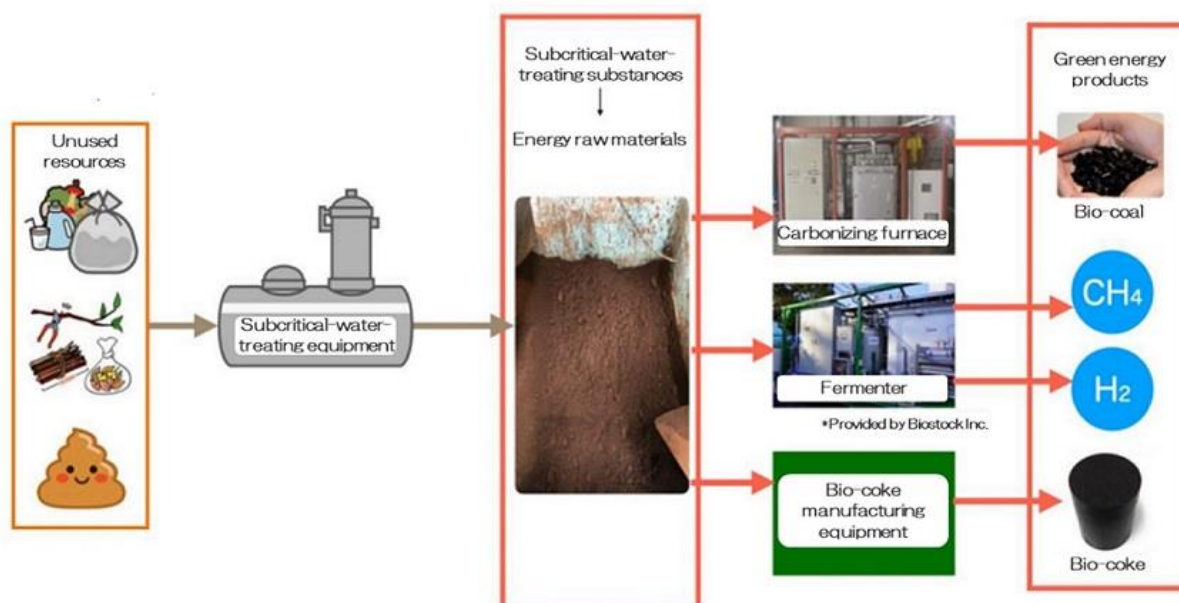 Unused
resources
Subcritical-water-
treating equipment
Subcritical-water-
treating substances
Energy raw materials
Carbonizing furnace
Fermenter
*Provided by Biostock Inc.
Bio-coke
manufacturing
equipment
Green energy
products
Bio-coal
CH4
H2
Bio-coke